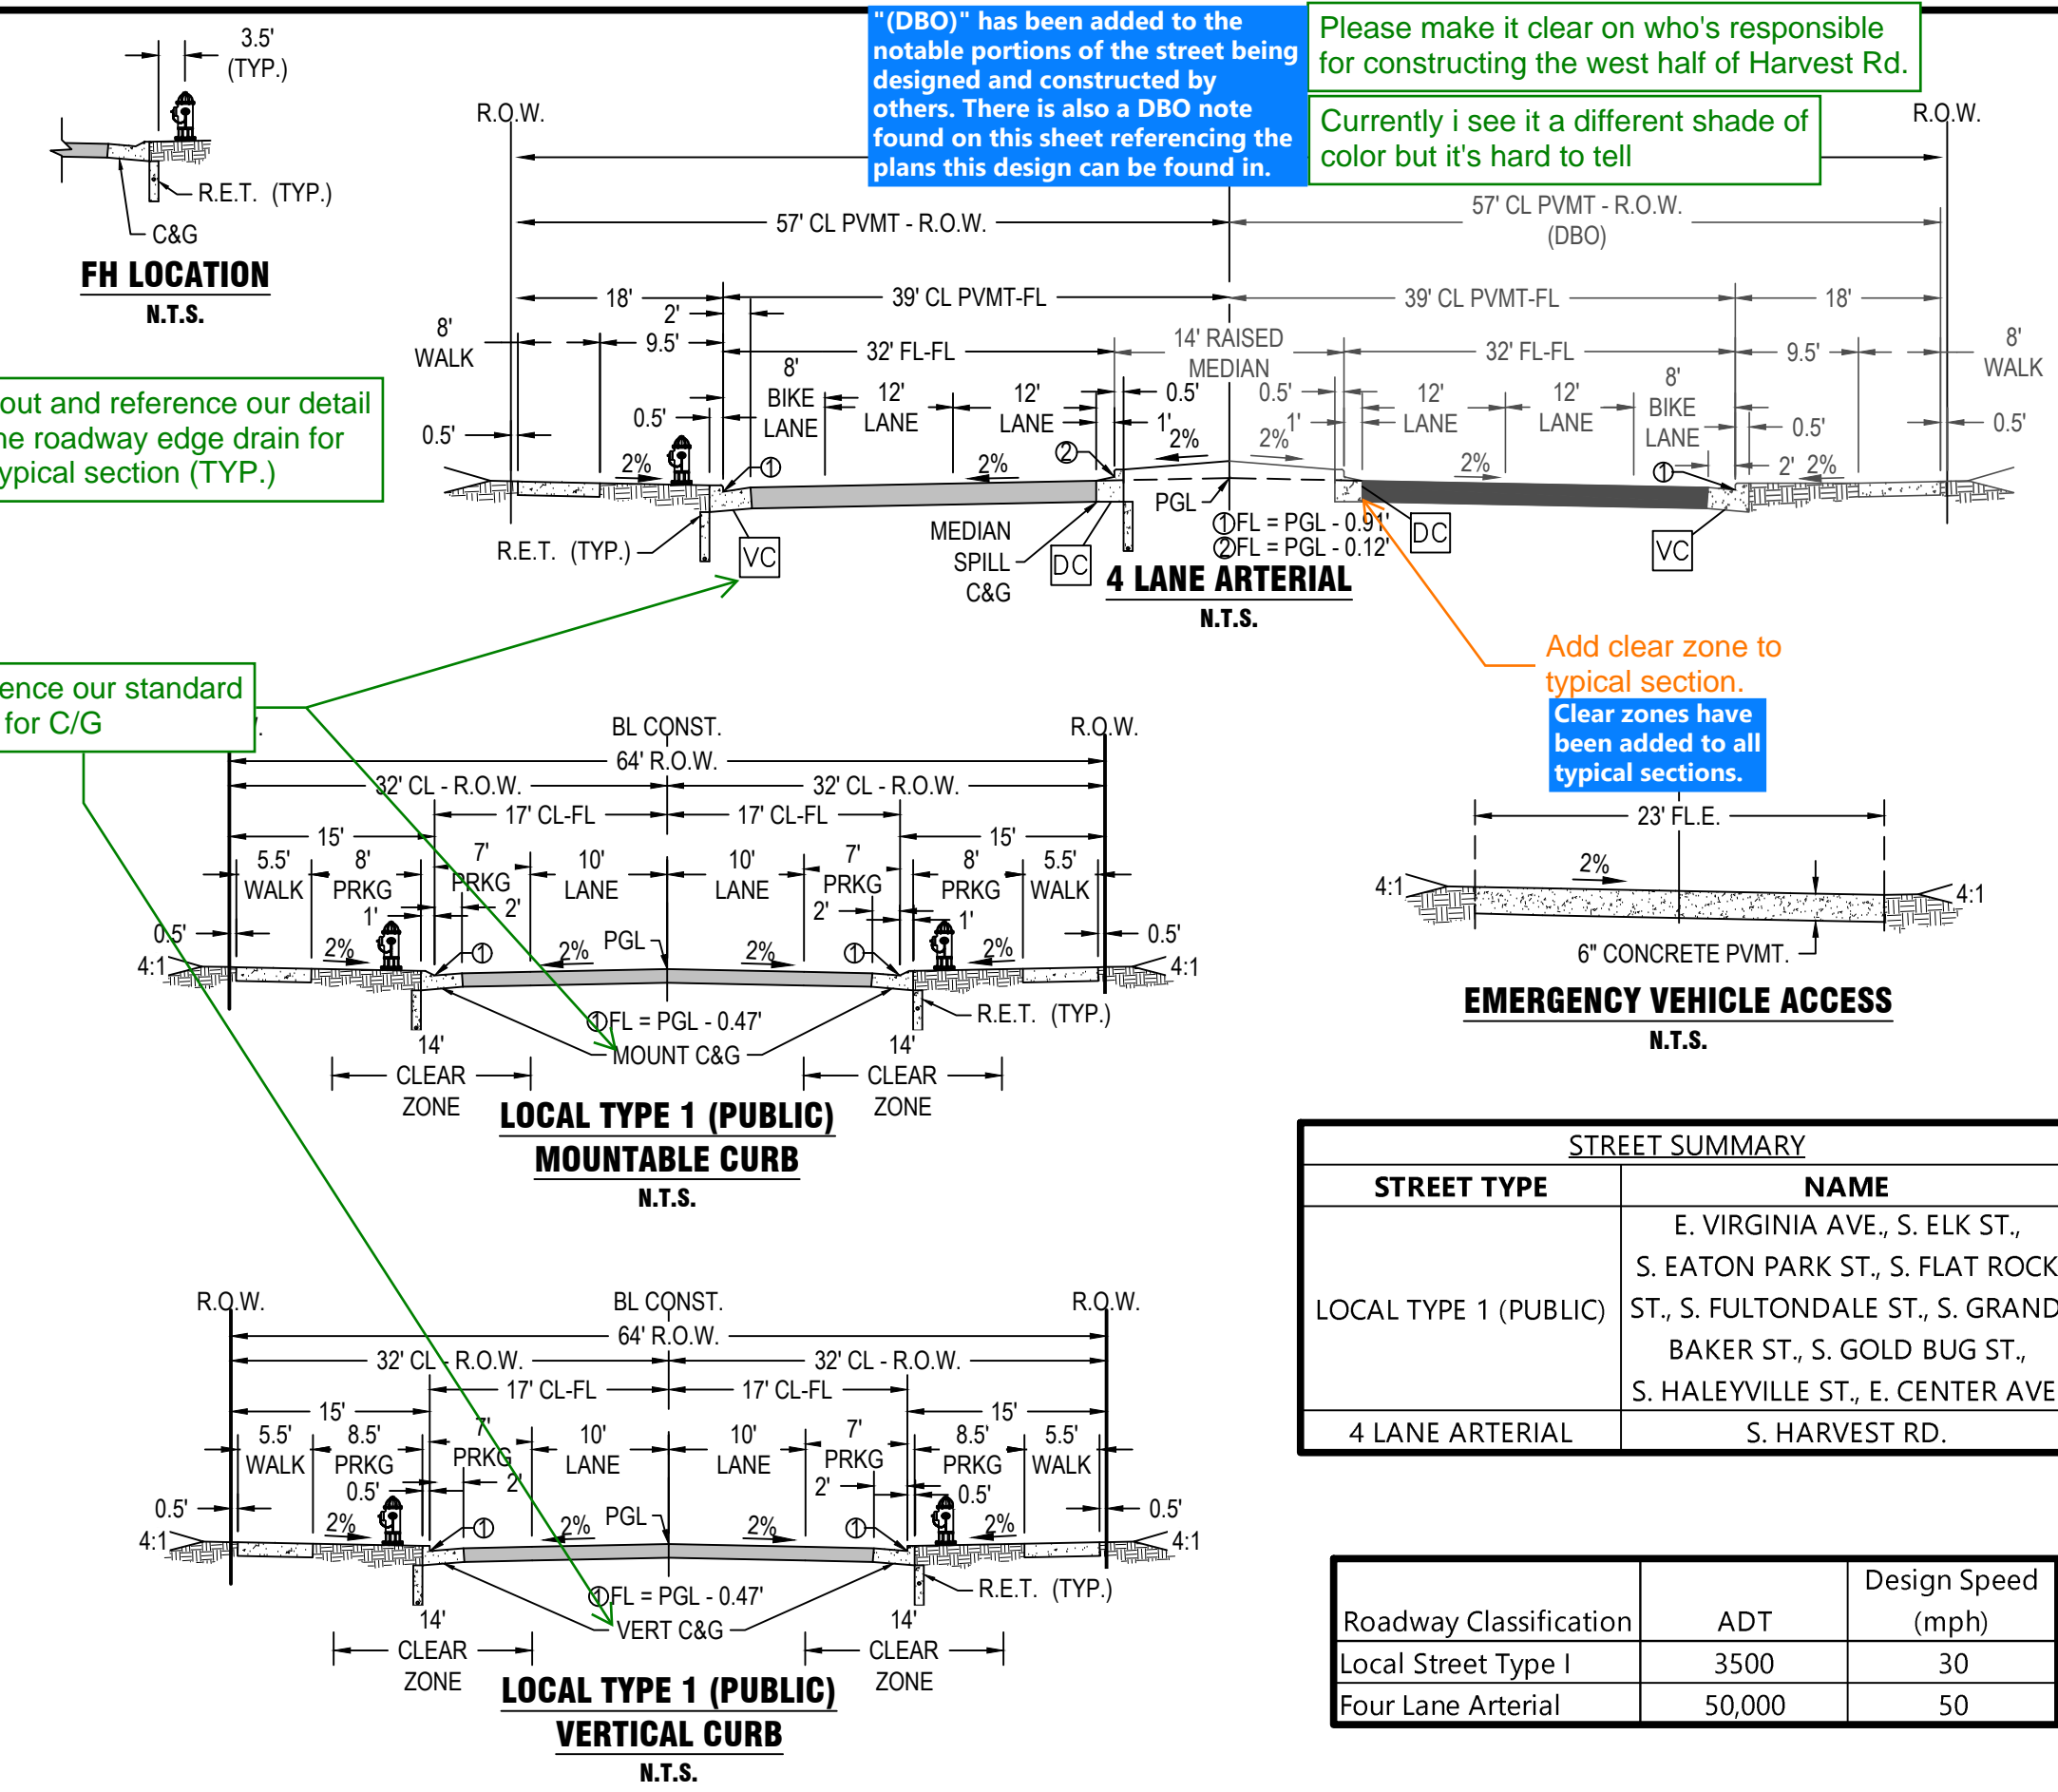 3.5'
(TYP.)
R.E.T. (TYP.)
C&G
FH LOCATION
N.T.S.
"(DBO)" has been added to the
notable portions of the street being
designed and constructed by
others. There is also a DBO note
found on this sheet referencing the
plans this design can be found in.
Please make it clear on who's responsible
for constructing the west half of Harvest Rd.
Currently i see it a different shade of
color but it's hard to tell
R.O.W.
R.O.W.
57' CL PVMT - R.O.W.
57' CL PVMT - R.O.W.
(DBO)
18'
39' CL PVMT-FL
39' CL PVMT-FL
18'
2'
8'
WALK
9.5'
32' FL-FL
14' RAISED
MEDIAN
32' FL-FL
9.5'
8'
WALK
0.5'
0.5'
8'
BIKE
LANE
12'
LANE
12'
LANE
0.5'
1'
0.5'
1'
12'
LANE
12'
LANE
8'
BIKE
LANE
0.5'
2'
0.5'
2%
1
2%
2
2%
2%
2%
1
2%
PGL
1 FL = PGL - 0.91'
2 FL = PGL - 0.12'
R.E.T. (TYP.)
VC
MEDIAN
SPILL
C&G
DC
DC
VC
4 LANE ARTERIAL
N.T.S.
out and reference our detail
he roadway edge drain for
typical section (TYP.)
ence our standard
for C/G
Add clear zone to
typical section.
Clear zones have
been added to all
typical sections.
BL CONST.
R.O.W.
64' R.O.W.
32' CL - R.O.W.
32' CL - R.O.W.
17' CL-FL
17' CL-FL
15'
15'
5.5'
WALK
8'
PRKG
7'
PRKG
10'
LANE
10'
LANE
7'
PRKG
8'
PRKG
5.5'
WALK
1'
2'
2'
1'
0.5'
0.5'
4:1
2%
1
2%
PGL
2%
1
2%
4:1
1 FL = PGL - 0.47'
R.E.T. (TYP.)
MOUNT C&G
14'
CLEAR
ZONE
14'
CLEAR
ZONE
LOCAL TYPE 1 (PUBLIC)
MOUNTABLE CURB
N.T.S.
23' FL.E.
2%
4:1
4:1
6" CONCRETE PVMT.
EMERGENCY VEHICLE ACCESS
N.T.S.
STREET SUMMARY
STREET TYPE NAME
LOCAL TYPE 1 (PUBLIC)
E. VIRGINIA AVE., S. ELK ST.,
S. EATON PARK ST., S. FLAT ROCK
ST., S. FULTONDALE ST., S. GRAND
BAKER ST., S. GOLD BUG ST.,
S. HALEYVILLE ST., E. CENTER AVE
4 LANE ARTERIAL S. HARVEST RD.
R.O.W.
BL CONST.
R.O.W.
64' R.O.W.
32' CL - R.O.W.
32' CL - R.O.W.
17' CL-FL
17' CL-FL
15'
15'
5.5'
WALK
8.5'
PRKG
7'
PRKG
10'
LANE
10'
LANE
7'
PRKG
8.5'
PRKG
5.5'
WALK
0.5'
2'
2'
0.5'
0.5'
0.5'
4:1
2%
1
2%
PGL
2%
1
2%
4:1
1 FL = PGL - 0.47'
R.E.T. (TYP.)
VERT C&G
14'
CLEAR
ZONE
14'
CLEAR
ZONE
LOCAL TYPE 1 (PUBLIC)
VERTICAL CURB
N.T.S.
Roadway Classification ADT Design Speed
(mph)
Local Street Type I 3500 30
Four Lane Arterial 50,000 50